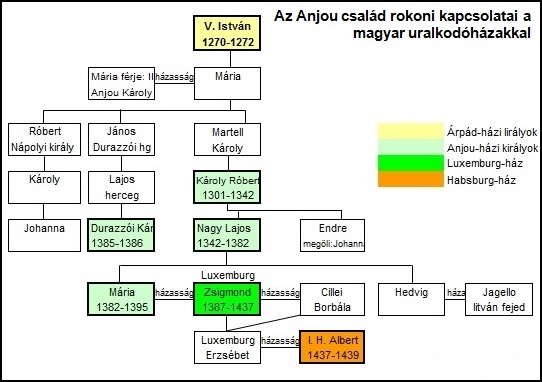 Az Anjou család rokoni kapcsolatai a
magyar uralkodóházakkal
V. István
1270-1272
Mária férje: II
Anjou Károly
házasság
Mária
Róbert
Nápolyi király
János
Durazzói hg
Martell
Károly
Árpád-házi lirályok
Anjou-házi királyok
Luxemburg-ház
Habsburg-ház
Károly
Lajos
herceg
Károly Róbert
1301-1342
Johanna
Durazzói Kár
1385-1386
Nagy Lajos
1342-1382
Endre
megöli:Johanna
Luxemburg
Mária
1382-1395
házasság
Zsigmond
1387-1437
házasság
Cillei
Borbála
Hedvig
háza
Jagello
litván fejed
Luxemburg
Erzsébet
házasság
I. H. Albert
1437-1439